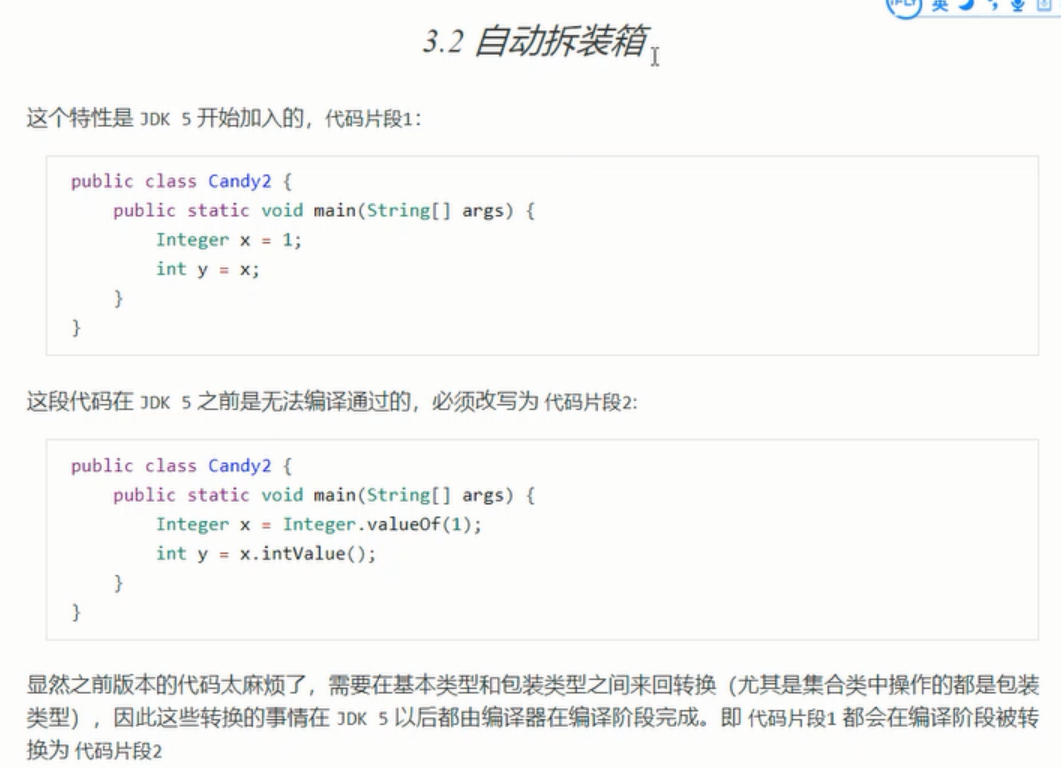 英
3.2 自动拆装箱
这个特性是 JDK 5 开始加入的，代码片段1：
public class Candy2 {
    public static void main(String[] args) {
        Integer x = 1;
        int y = x;
    }
}
这段代码在 JDK 5 之前是无法编译通过的，必须改写为 代码片段2:
public class Candy2 {
    public static void main(String[] args) {
        Integer x = Integer.valueOf(1);
        int y = x.intValue();
    }
}
显然之前版本的代码太麻烦了，需要在基本类型和包装类型之间来回转换（尤其是集合类中操作的都是包装
类型），因此这些转换的事情在 JDK 5 以后都由编译器在编译阶段完成。即 代码片段1 都会在编译阶段被转
换为 代码片段2